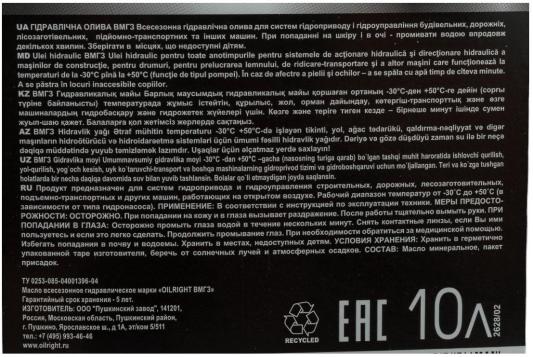 UA ГІДРАВЛІЧНА ОЛИВА ВМГЗ Всесезонна гідравлічна олива для систем гідроприводу і гідроуправління будівельних, дорожніх,
лісозаготівельних, підйомно-транспортних та інших машин. При попаданні на шкіру і в очі - промивати водою впродовж
декількох хвилин. Зберігати в місцях, що недоступні дітям.
MD Ulei hidraulic ВМГЗ Ulei hidraulic pentru toate anotimpurile pentru sistemele de acționare hidraulică și direcționare hidraulică a
mașinilor de construcție, pentru drumuri, pentru prelucrarea lemnului, de ridicare-transportare și a altor mașini care funcționează la
temperaturi de la -30°C pînă la +50°C (funcție de tipul pompei). În caz de afectare a pielii și ochilor – a se spăla cu apă timp de cîteva minute.
A se păstra în locuri inaccesibile copiilor.
KZ ВМГЗ Гидравликалық майы Барлық маусымдық гидравликалық майы қоршаған ортаның -30°С-ден +50°С-ге дейін (сорғы
түріне байланысты) температурада жұмыс істейтін, құрылыс, жол, орман дайындау, көтергіш-транспорттық және өзге
машиналардың гидробасқару және гидрожетек жүйелері үшін. Көзге және теріге тиген кезде – бірнеше минут ішінде сумен
жуып-шаю қажет. Балаларға қол жетімсіз жерлерде сақтаңыз.
AZ ВМГЗ Hidravlik yağı Ətraf mühitin temperaturu -30°C +50°C-də işləyən tikinti, yol, ağac tədarükü, qaldırma-nəqliyyat və digər
maşınların hidroötürücü və hidroidarəetmə sistemləri üçün ümumi fəsilli hidravlik yağıdır. Dəriyə və gözə düşdüyü zaman su ilə bir neçə
dəqiqə müddətində yuyub təmizləmək lazımdır. Uşaqlar üçün əlçatmaz yerdə saxlayın!
UZ ВМГЗ Gidravlika moyi Umummavsumiy gidravlika moyi -30°C dan +50°C –gacha (nasosning turiga qarab) bo`lgan tashqi muhit haroratida ishlovchi qurilish,
yol-qurilish, yog'och kesish, uyk ko'taruvchi-transport va boshqa mashinalarning gidroprivod tizimi va gidroboshqaruvi uchun mo'ljallangan. Teri va ko'zga tushgan
holatlarda bir necha daqiqa davomida suv bilan yuvib tashlansin. Bolalar qo`li etmaydigan joyda saqlansin.
RU Продукт предназначен для систем гидропривода и гидроуправления строительных, дорожных, лесозаготовительных,
подъемно-транспортных и других машин, работающих на открытом воздухе. Рабочий диапазон температур от -30°С до +50°С (в
зависимости от типа гидронасоса). ПРИМЕНЕНИЕ: В соответствии с инструкцией по эксплуатации техники. МЕРЫ ПРЕДОСТО-
РОЖНОСТИ: ОСТОРОЖНО. При попадании на кожу и в глаза вызывает раздражение. После работы тщательно вымыть руки. ПРИ
ПОПАДАНИИ В ГЛАЗА: Осторожно промыть глаза водой в течение нескольких минут. Снять контактные линзы, если Вы ими
пользуетесь и если это легко сделать. Продолжить промывание глаз. При необходимости обратиться за медицинской помощью.
Избегать попадания в почву и водоемы. Хранить в местах, недоступных детям. УСЛОВИЯ ХРАНЕНИЯ: Хранить в герметично
упакованной таре изготовителя, беречь от солнечных лучей и атмосферных осадков. СОСТАВ: Масло минеральное, пакет
присадок.
ТУ 0253-085-04001396-04
Масло всесезонное гидравлическое марки «OILRIGHT ВМГЗ»
Гарантийный срок хранения - 5 лет.
ИЗГОТОВИТЕЛЬ: ООО "Пушкинский завод", 141201,
Россия, Московская область, Пушкинский район,
г. Пушкино, Ярославское ш., д 1А, эт/ком 5/511
тел.: +7 (495) 993-46-46
www.oilright.ru
RECYCLED
EAC
10л
2628/02